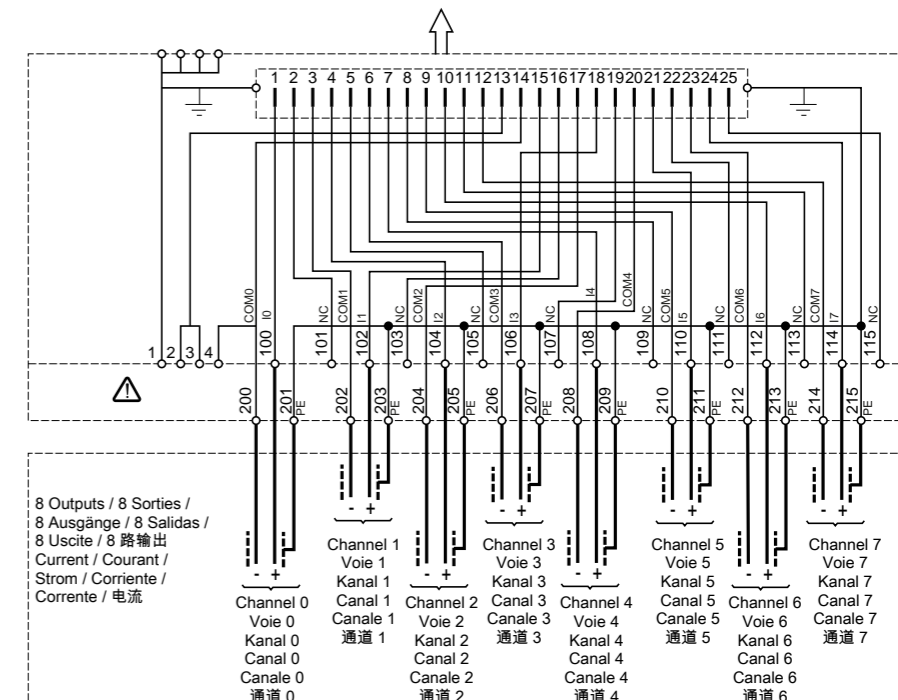 1 2 3 4 5 6 7 8 9 10 11 12 13 14 15 16 17 18 19 20 21 22 23 24 25
COM0 I0 NC COM1 I1 NC COM2 I2 NC COM3 I3 NC I4 COM4 NC COM5 I5 NC COM6 I6 NC COM7 I7 NC
1 2 3 4 100 101 102 103 104 105 106 107 108 109 110 111 112 113 114 115
200 201 PE 202 203 PE 204 205 PE 206 207 PE 208 209 PE 210 211 PE 212 213 PE 214 215 PE
8 Outputs / 8 Sorties /
8 Ausgänge / 8 Salidas /
8 Uscite / 8 路输出
Current / Courant /
Strom / Corriente /
Corrente / 电流
- +
Channel 0
Voie 0
Kanal 0
Canal 0
Canale 0
通道 0
- +
Channel 1
Voie 1
Kanal 1
Canal 1
Canale 1
通道 1
- +
Channel 2
Voie 2
Kanal 2
Canal 2
Canale 2
通道 2
- +
Channel 3
Voie 3
Kanal 3
Canal 3
Canale 3
通道 3
- +
Channel 4
Voie 4
Kanal 4
Canal 4
Canale 4
通道 4
- +
Channel 5
Voie 5
Kanal 5
Canal 5
Canale 5
通道 5
- +
Channel 6
Voie 6
Kanal 6
Canal 6
Canale 6
通道 6
- +
Channel 7
Voie 7
Kanal 7
Canal 7
Canale 7
通道 7